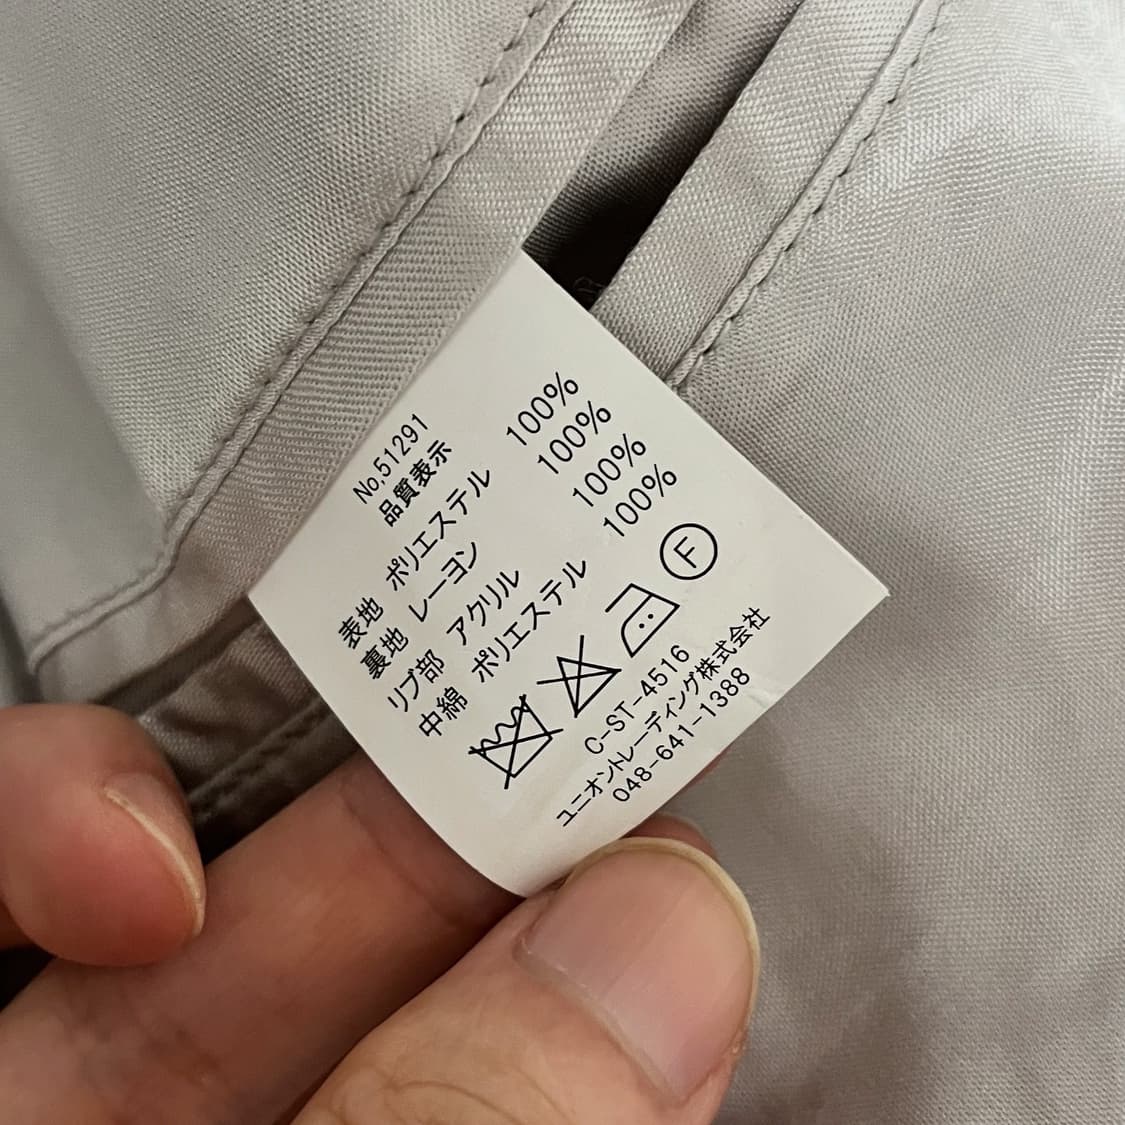 No.51291
品質表示
表地 ポリエステル 100%
裏地 レーヨン 100%
リブ部 アクリル 100%
中綿 ポリエステル 100%
F
C-ST-4516
ユニオントレーディング株式会社
048-641-1388